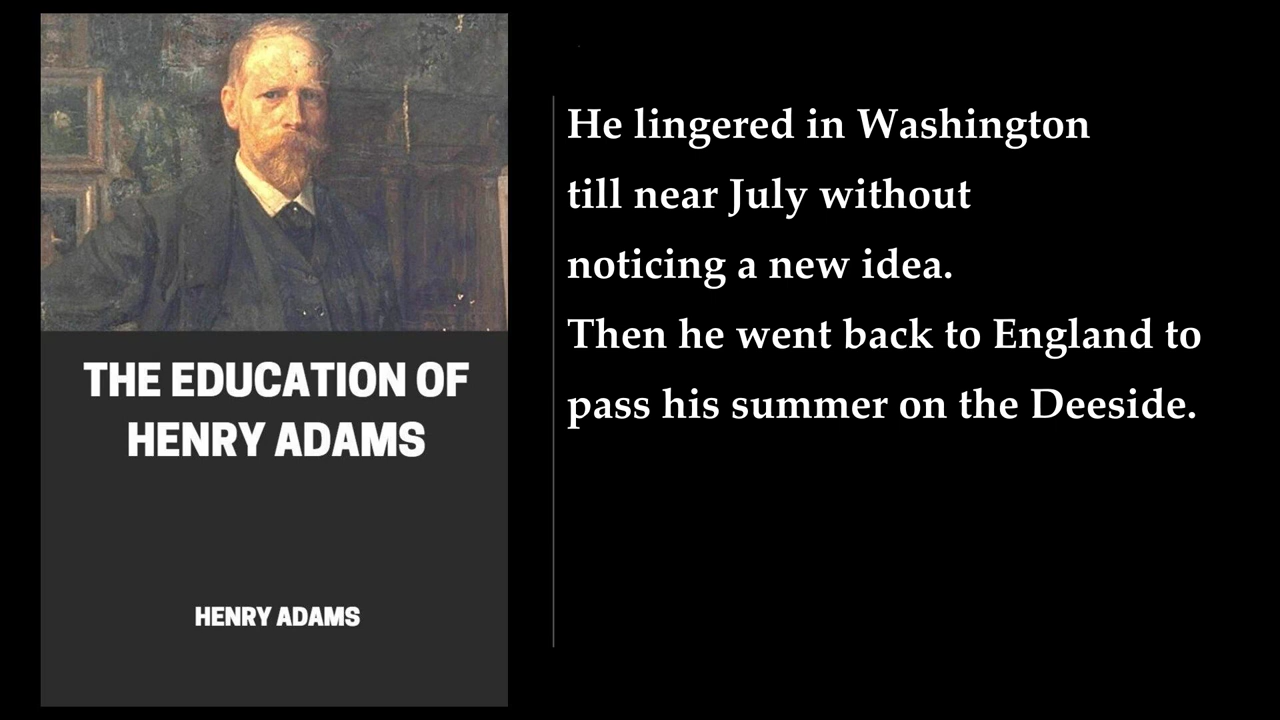 THE EDUCATION OF
HENRY ADAMS
HENRY ADAMS
He lingered in Washington
till near July without
noticing a new idea.
Then he went back to England to
pass his summer on the Deeside.